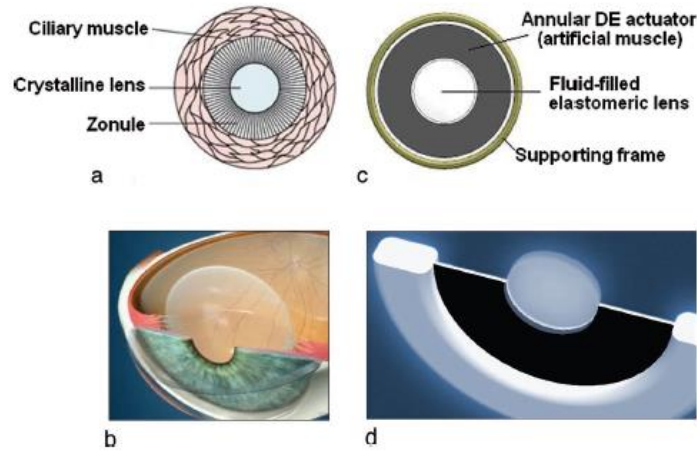 Ciliary muscle
Crystalline lens
Zonule
a
Annular DE actuator
(artificial muscle)
Fluid-filled
elastomeric lens
Supporting frame
c
b
d